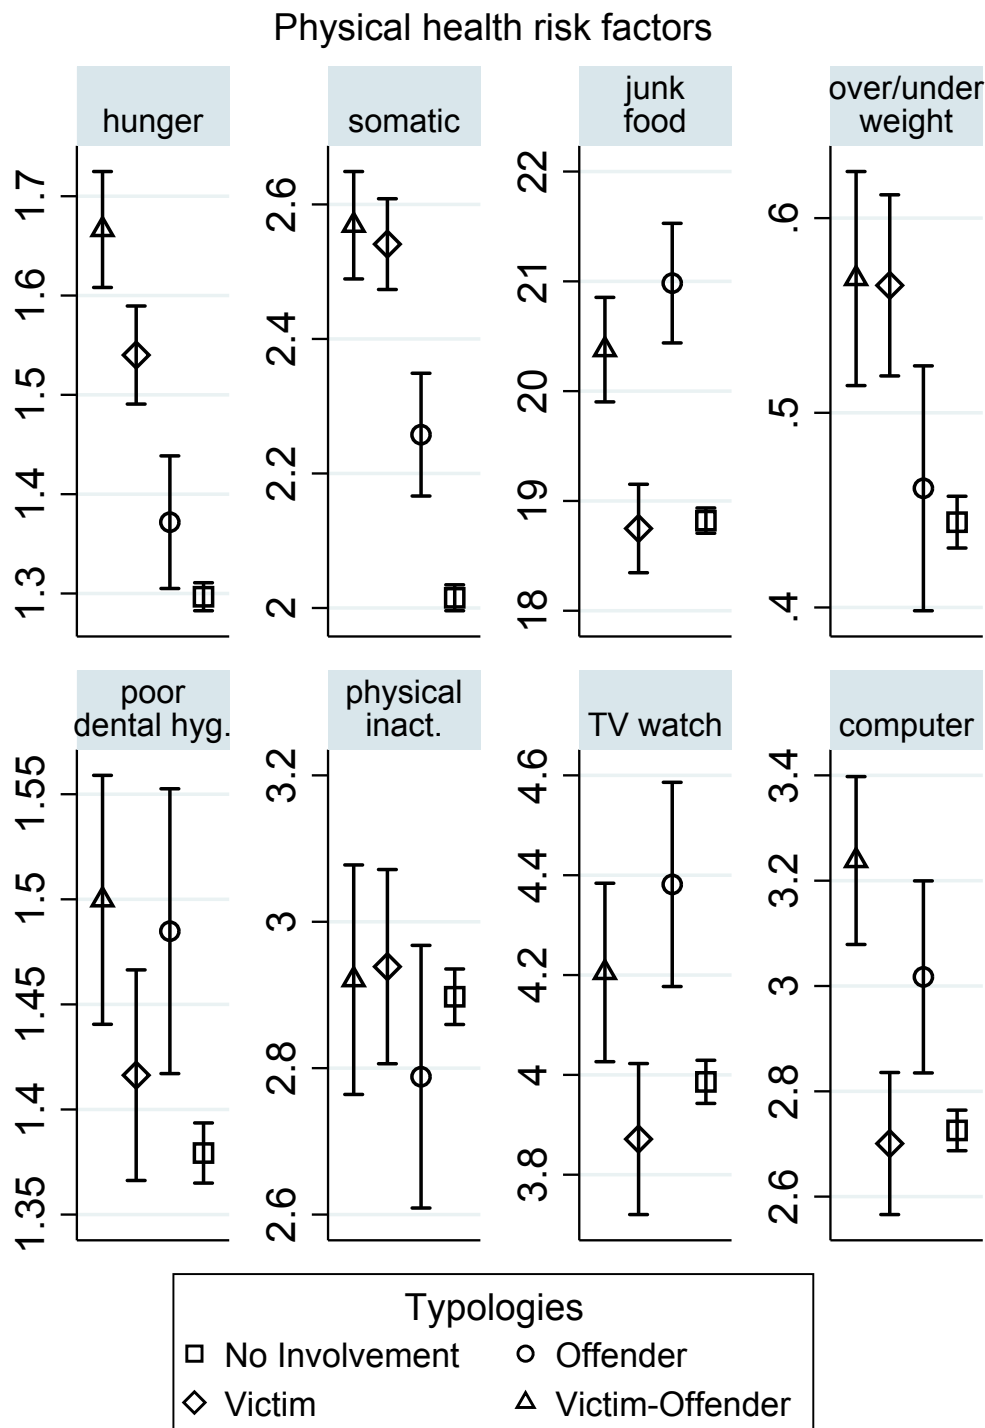 Physical health risk factors
hunger
somatic
junk
food
over/under
weight
1.7
1.6
1.5
1.4
1.3
2.6
2.4
2.2
2
22
21
20
19
18
.6
.5
.4
poor
dental hyg.
physical
inact.
TV watch
computer
1.55
1.5
1.45
1.4
1.35
3.2
3
2.8
2.6
4.6
4.4
4.2
4
3.8
3.4
3.2
3
2.8
2.6
Typologies
No Involvement
Offender
Victim
Victim-Offender